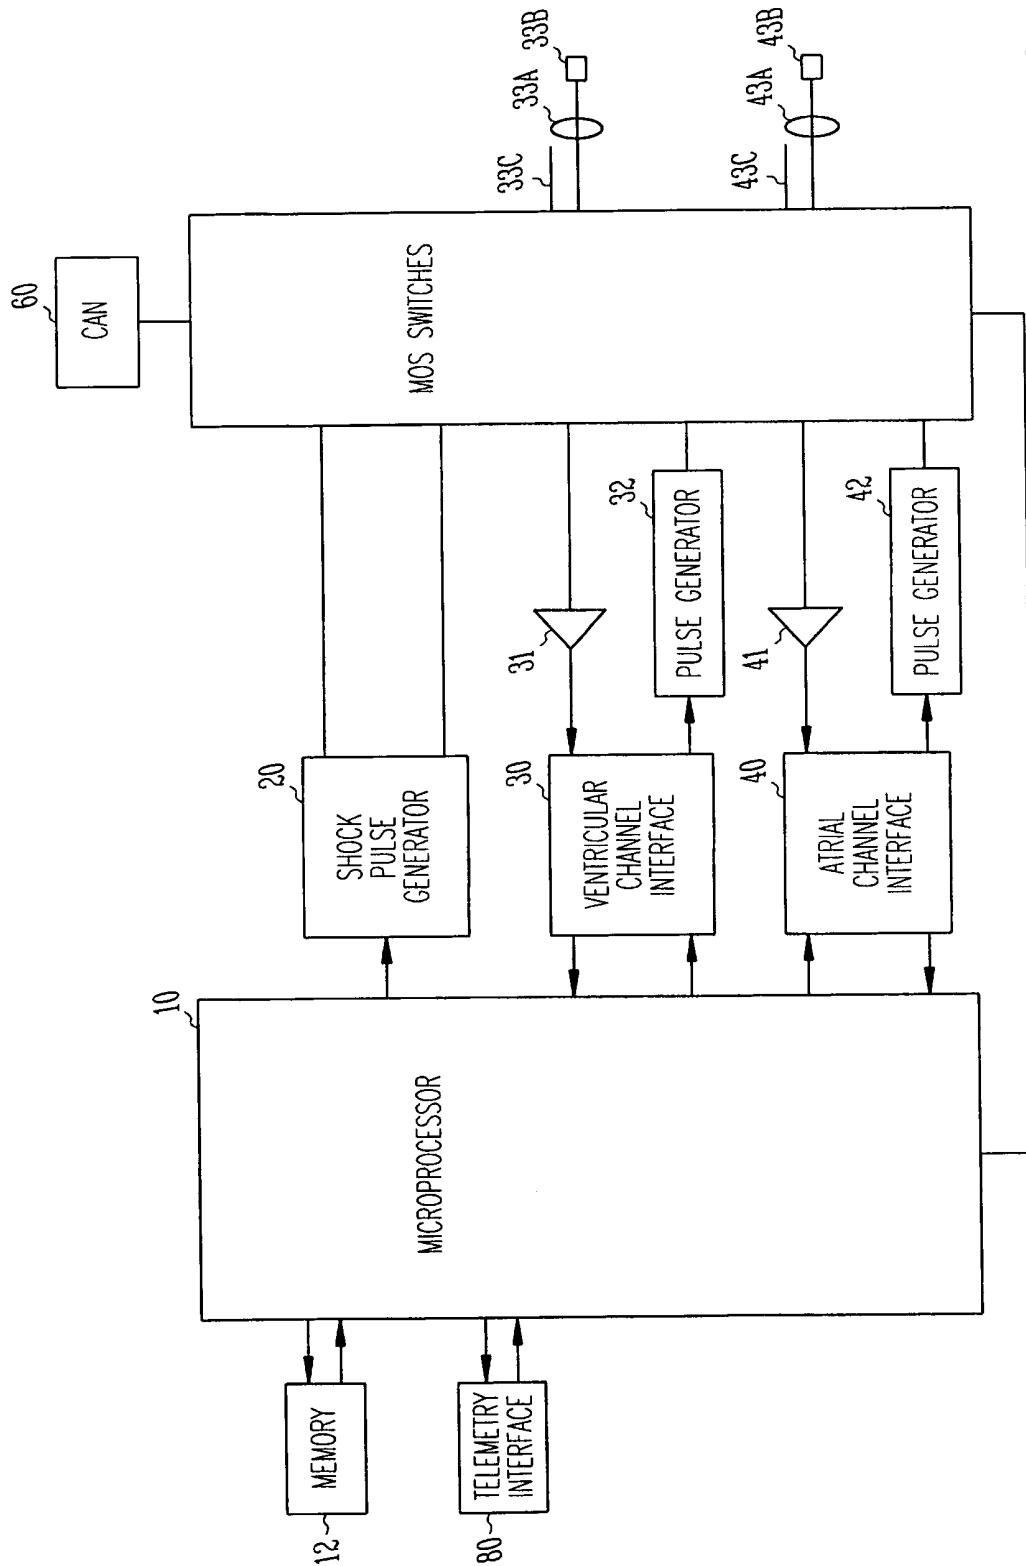 60
CAN
MOS SWITCHES
33C
33A
33B
43C
43A
43B
20
SHOCK
PULSE
GENERATOR
31
32
PULSE GENERATOR
41
42
PULSE GENERATOR
30
VENTRICULAR
CHANNEL
INTERFACE
40
ATRIAL
CHANNEL
INTERFACE
10
MICROPROCESSOR
MEMORY
12
TELEMETRY
INTERFACE
80